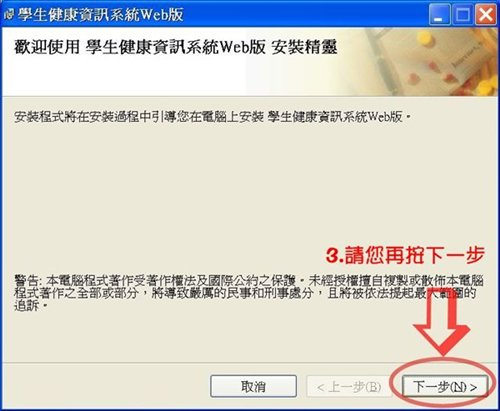 學生健康資訊系統Web版
歡迎使用 學生健康資訊系統Web版 安裝精靈
安裝程式將在安裝過程中引導您在電腦上安裝 學生健康資訊系統Web版。
3.請您再按下一步
警告: 本電腦程式著作受著作權法及國際公約之保護。未經授權擅自複製或散佈本電腦
程式著作之全部或部分，將導致嚴厲的民事和刑事處分，且將被依法提起最大範圍的
追訴。
取消
< 上一步(B)
下一步(N) >